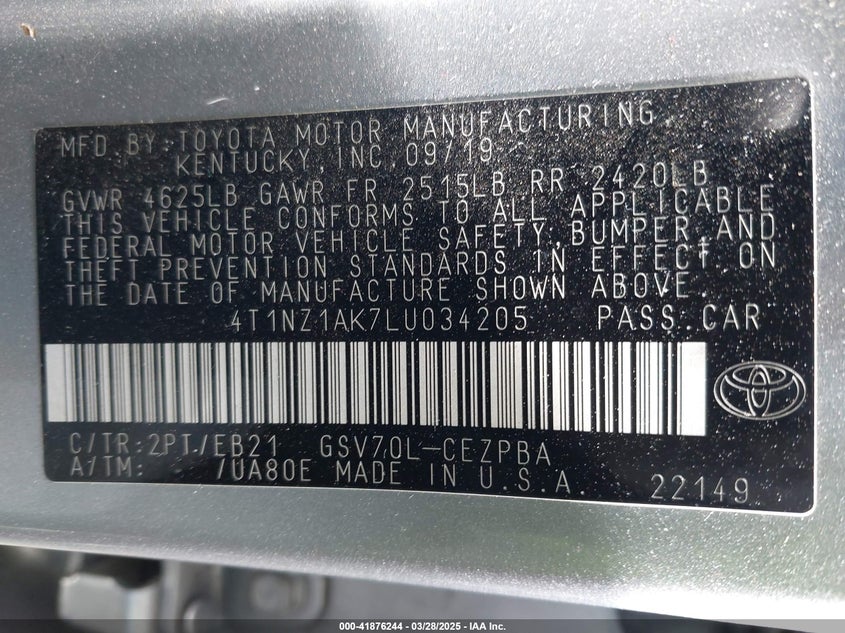 MFD BY: TOYOTA MOTOR MANUFACTURING,
KENTUCKY, INC. 09/19
GVWR 4625LB GAWR FR 2515LB RR 2420LB
THIS VEHICLE CONFORMS TO ALL APPLICABLE
FEDERAL MOTOR VEHICLE SAFETY, BUMPER, AND
THEFT PREVENTION STANDARDS IN EFFECT ON
THE DATE OF MANUFACTURE SHOWN ABOVE.
4T1NZ1AK7LU034205 PASS.CAR
C/TR: 2PT/EB21 GSV70L-CEZPBA
A/TM: /UA80E MADE IN U.S.A. 22149
000-41876244 | 03/28/2025 - IAA Inc.